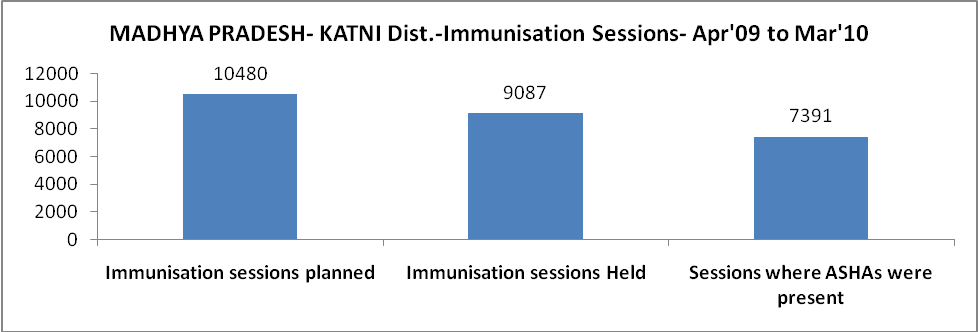 MADHYA PRADESH- KATNI Dist.-Immunisation Sessions- Apr'09 to Mar'10
12000
10000
8000
6000
4000
2000
0
10480
9087
7391
Immunisation sessions planned
Immunisation sessions Held
Sessions where ASHAs were
present